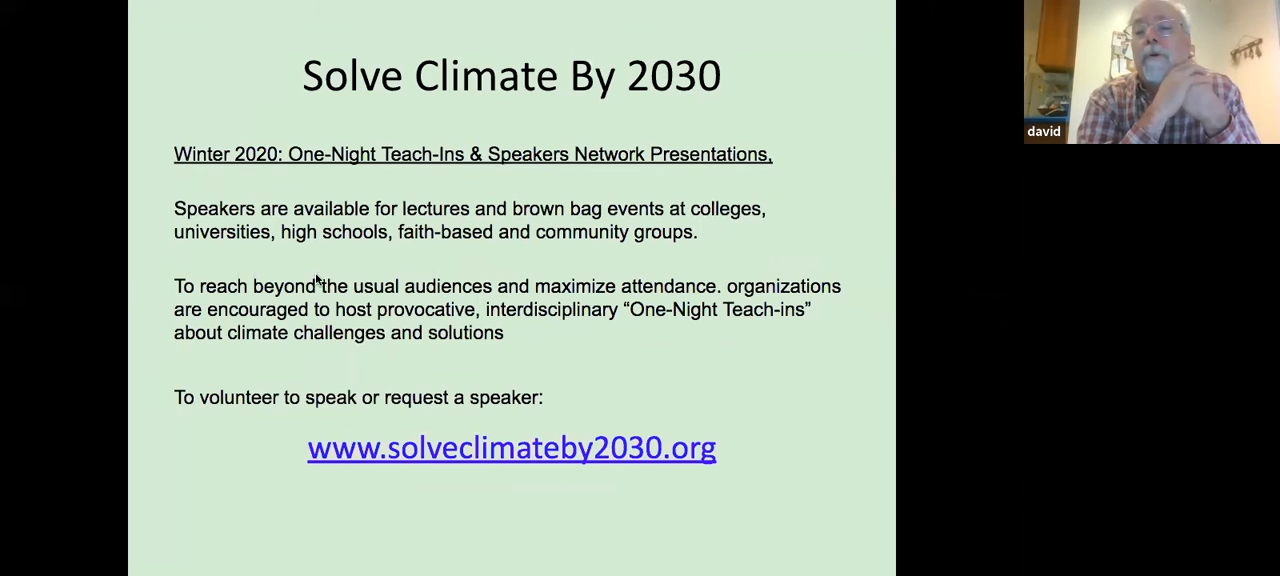 Solve Climate By 2030
Winter 2020: One-Night Teach-Ins & Speakers Network Presentations,
Speakers are available for lectures and brown bag events at colleges,
universities, high schools, faith-based and community groups.
To reach beyond the usual audiences and maximize attendance. organizations
are encouraged to host provocative, interdisciplinary “One-Night Teach-ins”
about climate challenges and solutions
To volunteer to speak or request a speaker:
www.solveclimateby2030.org
david